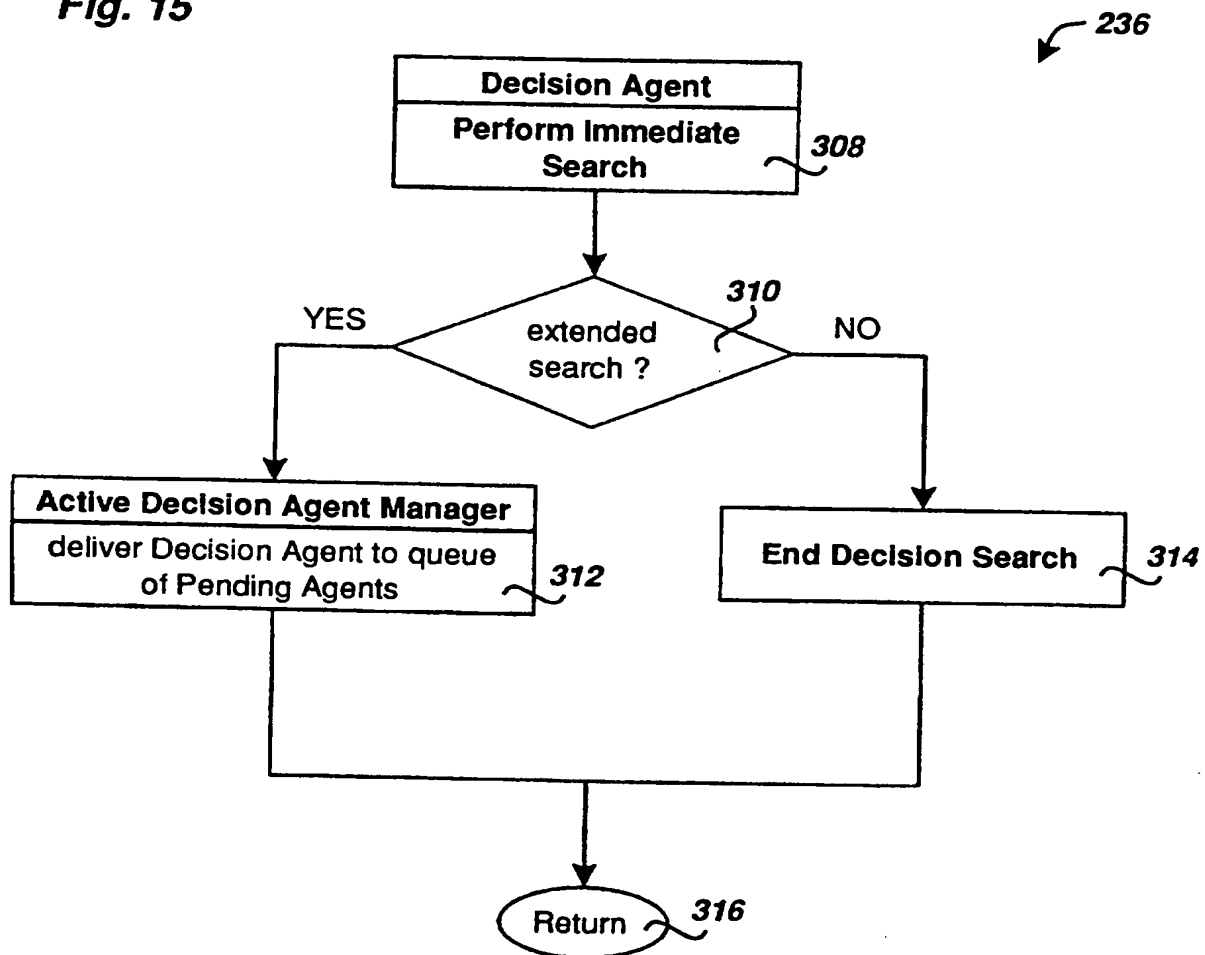 Fig. 15
236
Decision Agent
Perform Immediate
Search
308
310
YES
extended
search ?
NO
Active Decision Agent Manager
deliver Decision Agent to queue
of Pending Agents
312
End Decision Search
314
Return
316